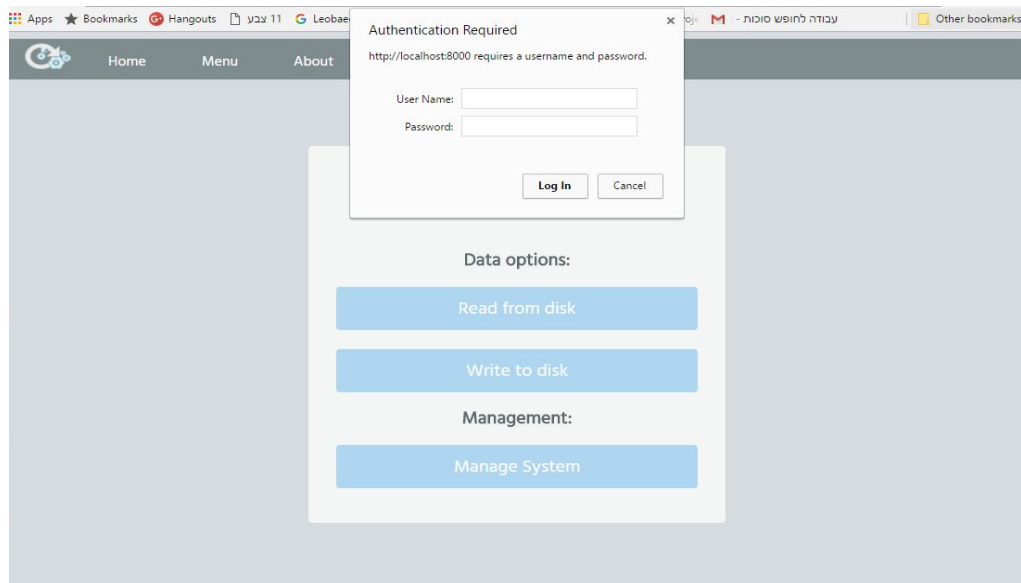 Apps Bookmarks Hangouts 11 צבע Leobae עבודה לחופש סוכות - Other bookmarks
Authentication Required
http://localhost:8000 requires a username and password.
Home Menu About
User Name:
Password:
Log In Cancel
Data options:
Read from disk
Write to disk
Management:
Manage System